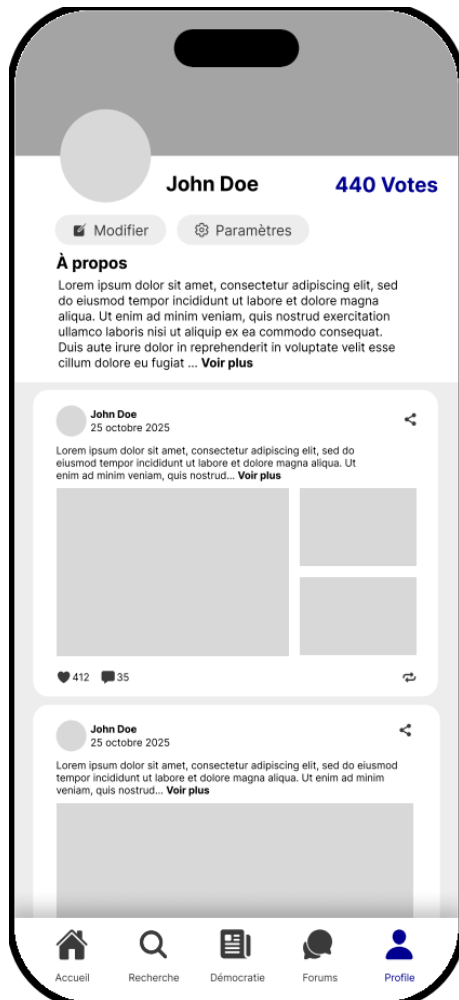 John Doe
440 Votes
Modifier
Paramètres
À propos
Lorem ipsum dolor sit amet, consectetur adipiscing elit, sed
do eiusmod tempor incididunt ut labore et dolore magna
aliqua. Ut enim ad minim veniam, quis nostrud exercitation
ullamco laboris nisi ut aliquip ex ea commodo consequat.
Duis aute irure dolor in reprehenderit in voluptate velit esse
cillum dolore eu fugiat ... Voir plus
John Doe
25 octobre 2025
Lorem ipsum dolor sit amet, consectetur adipiscing elit, sed do
eiusmod tempor incididunt ut labore et dolore magna aliqua. Ut
enim ad minim veniam, quis nostrud... Voir plus
412
35
John Doe
25 octobre 2025
Lorem ipsum dolor sit amet, consectetur adipiscing elit, sed do eiusmod
tempor incididunt ut labore et dolore magna aliqua. Ut enim ad minim
veniam, quis nostrud... Voir plus
Accueil
Recherche
Démocratie
Forums
Profile